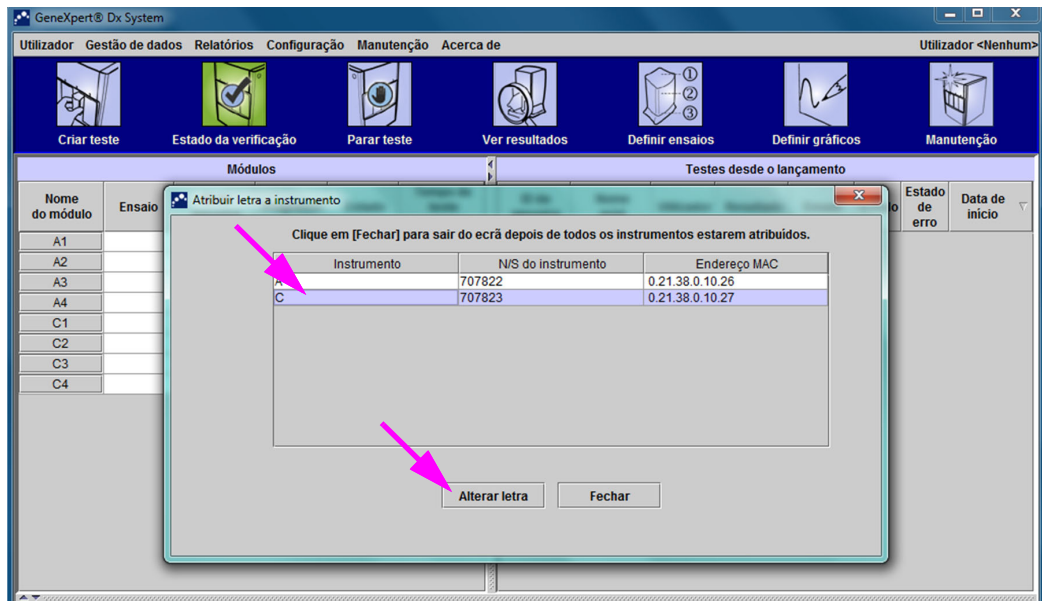 GeneXpert® Dx System
Utilizador Gestão de dados Relatórios Configuração Manutenção Acerca de Utilizador <Nenhum>
Criar teste Estado da verificação Parar teste Ver resultados Definir ensaios Definir gráficos Manutenção
Módulos Testes desde o lançamento
Nome do módulo Ensaio Estado de erro Data de início
Atribuir letra a instrumento
Clique em [Fechar] para sair do ecrã depois de todos os instrumentos estarem atribuídos.
Instrumento N/S do instrumento Endereço MAC
A 707822 0.21.38.0.10.26
C 707823 0.21.38.0.10.27
A1
A2
A3
A4
C1
C2
C3
C4
Alterar letra Fechar